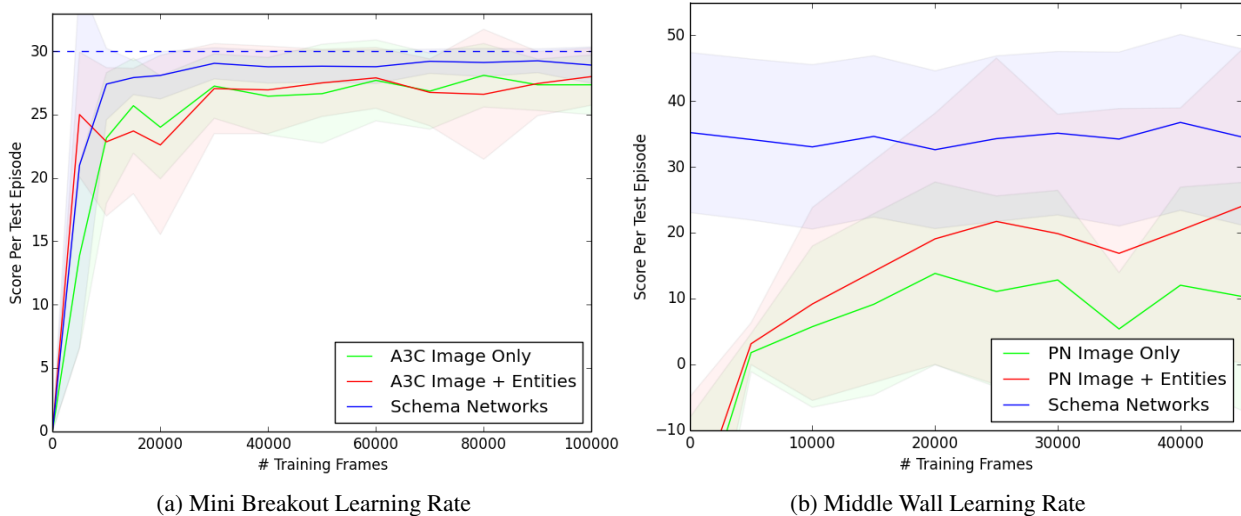 30
25
20
15
10
5
0
Score Per Test Episode
A3C Image Only
A3C Image + Entities
Schema Networks
0
20000
40000
60000
80000
100000
# Training Frames
(a) Mini Breakout Learning Rate
50
40
30
20
10
0
−10
Score Per Test Episode
PN Image Only
PN Image + Entities
Schema Networks
10000
20000
30000
40000
# Training Frames
(b) Middle Wall Learning Rate